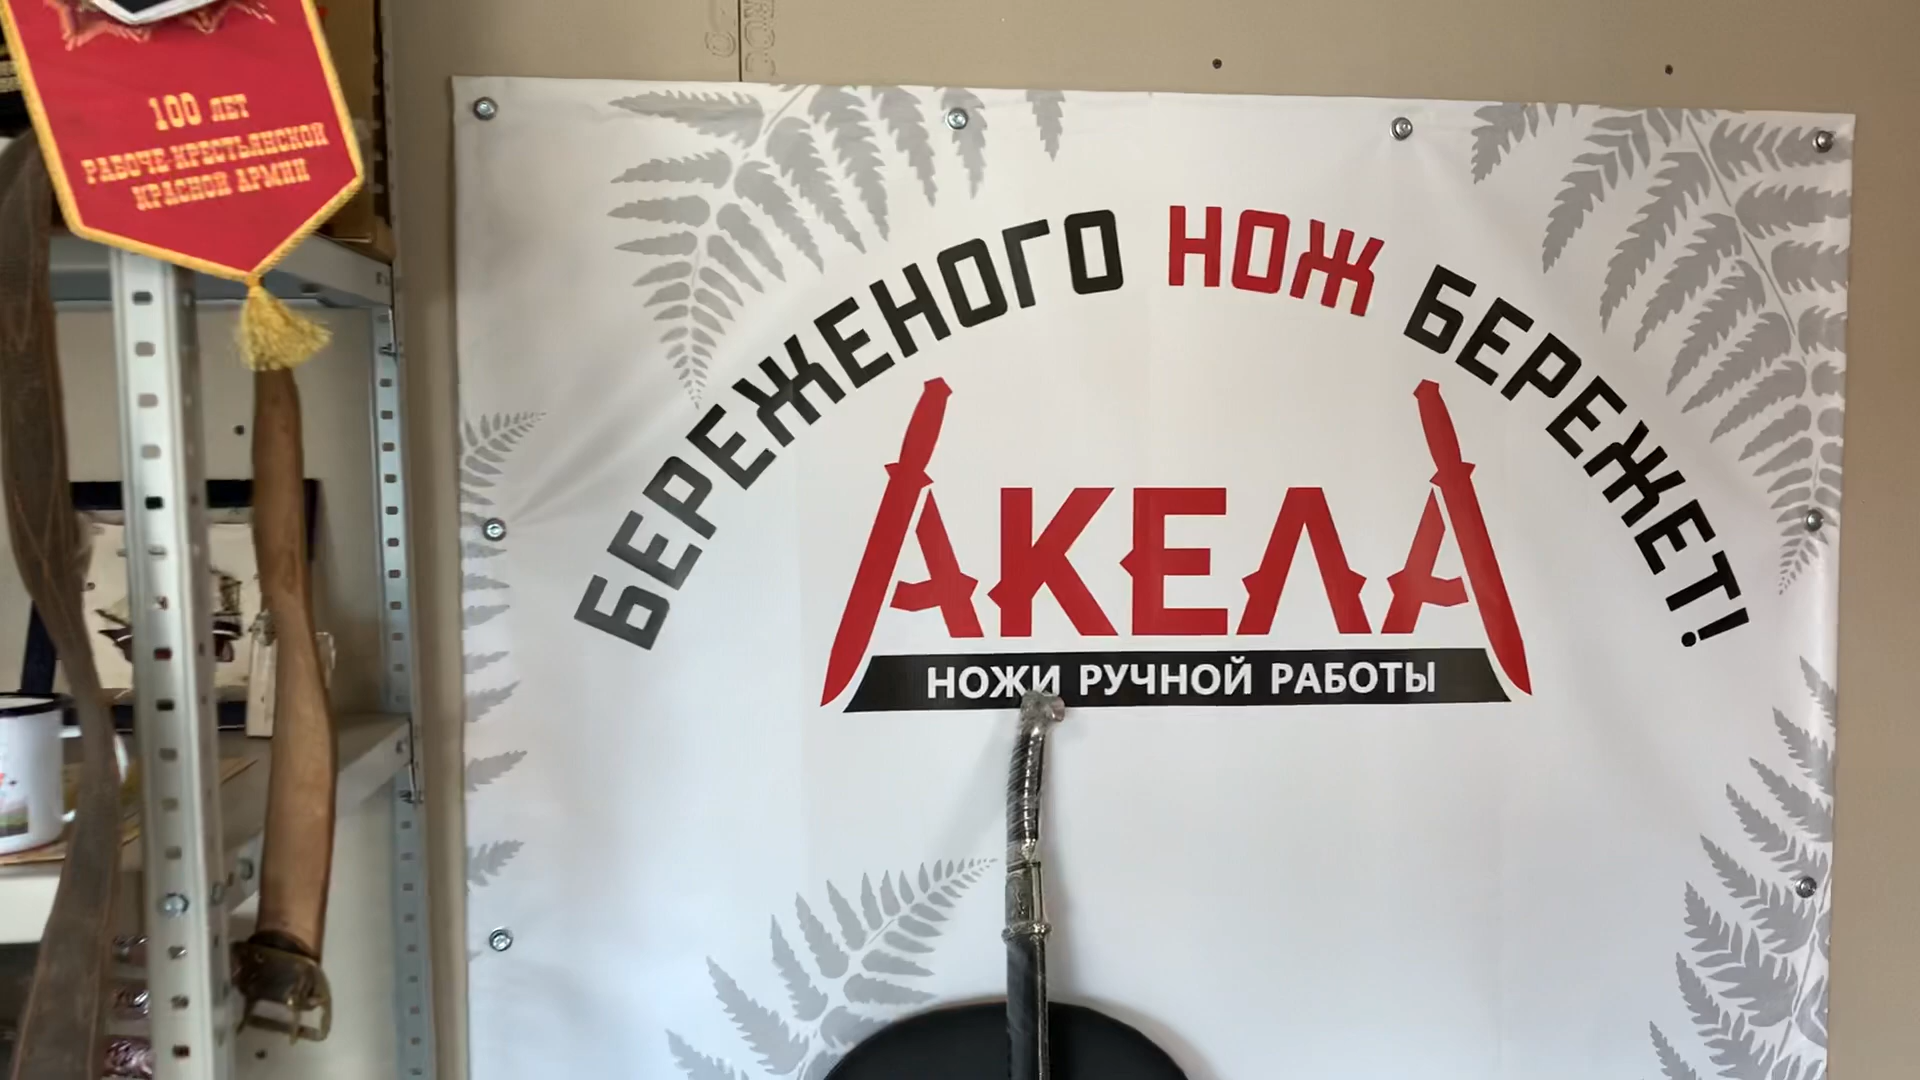 100 ЛЕТ
РАБОЧЕ-КРЕСТЬЯНСКОЙ
КРАСНОЙ АРМИИ
БЕРЕЖЕНОГО НОЖ БЕРЕЖЕТ!
АКЕЛА
НОЖИ РУЧНОЙ РАБОТЫ